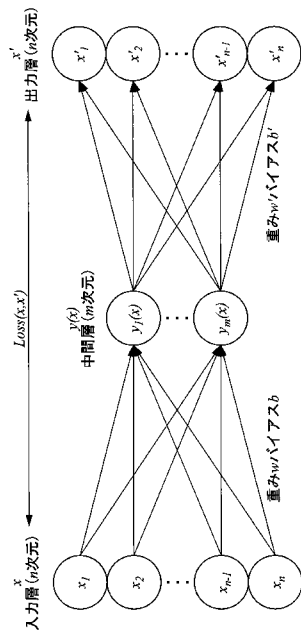 Loss(x,x')
x
入力層(n次元)
y(x)
中間層(m次元)
x'
出力層(n次元)
x1
x2
…
xn-1
xn
y1(x)
…
ym(x)
x'1
x'2
…
x'n-1
x'n
重みwバイアスb
重みw'バイアスb'